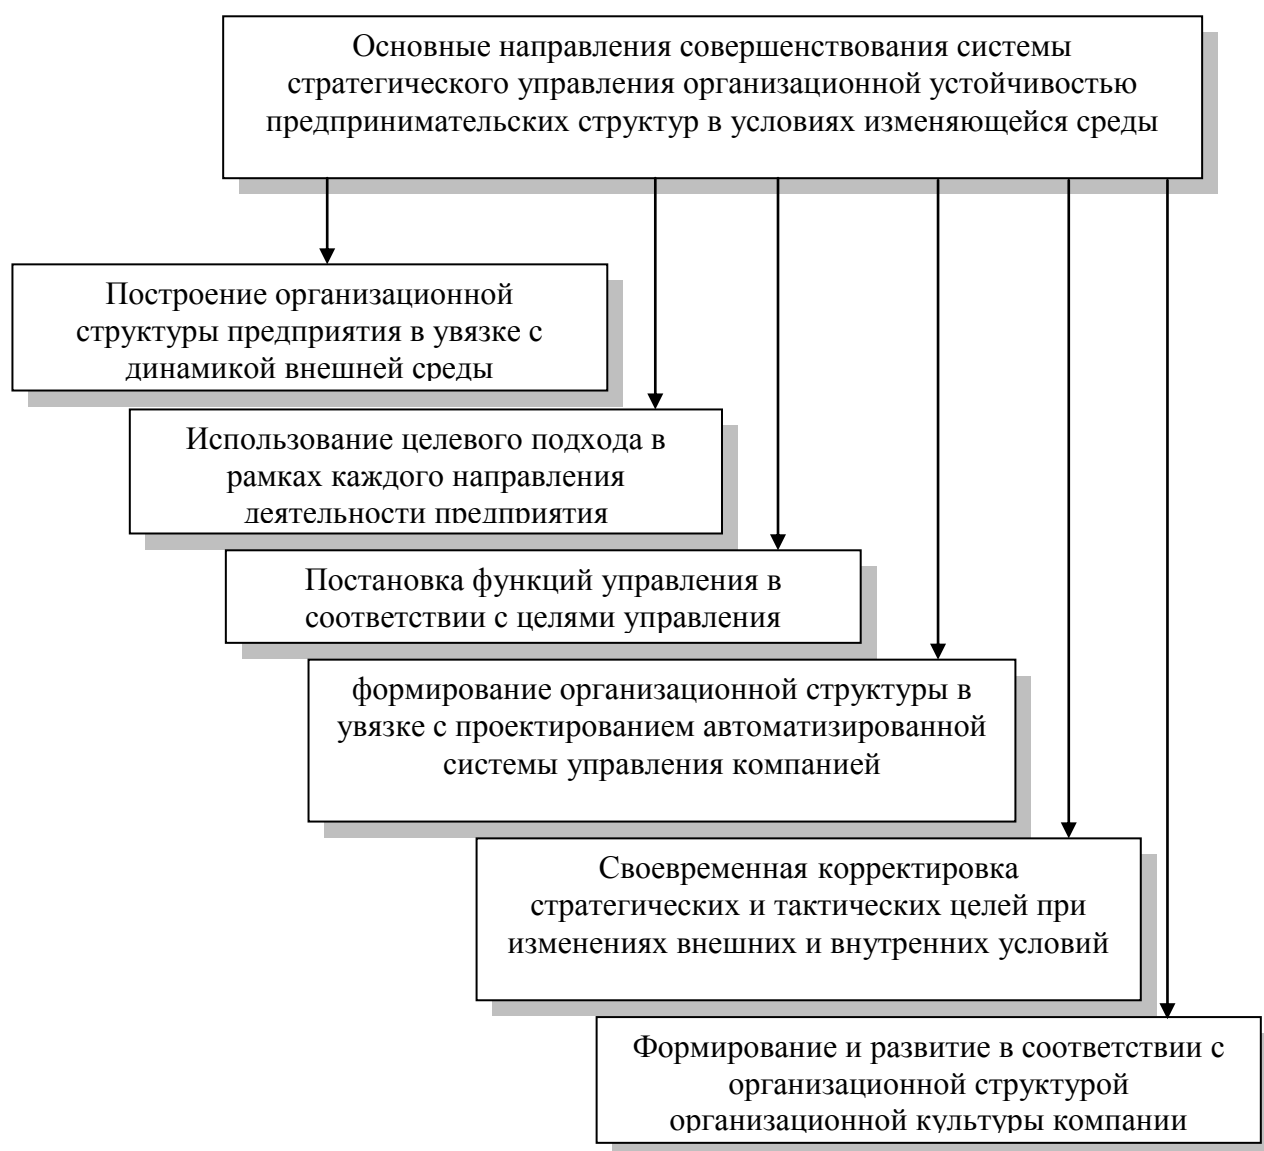 Основные направления совершенствования системы
стратегического управления организационной устойчивостью
предпринимательских структур в условиях изменяющейся среды
Построение организационной
структуры предприятия в увязке с
динамикой внешней среды
Использование целевого подхода в
рамках каждого направления
деятельности предприятия
Постановка функций управления в
соответствии с целями управления
формирование организационной структуры в
увязке с проектированием автоматизированной
системы управления компанией
Своевременная корректировка
стратегических и тактических целей при
изменениях внешних и внутренних условий
Формирование и развитие в соответствии с
организационной структурой
организационной культуры компании